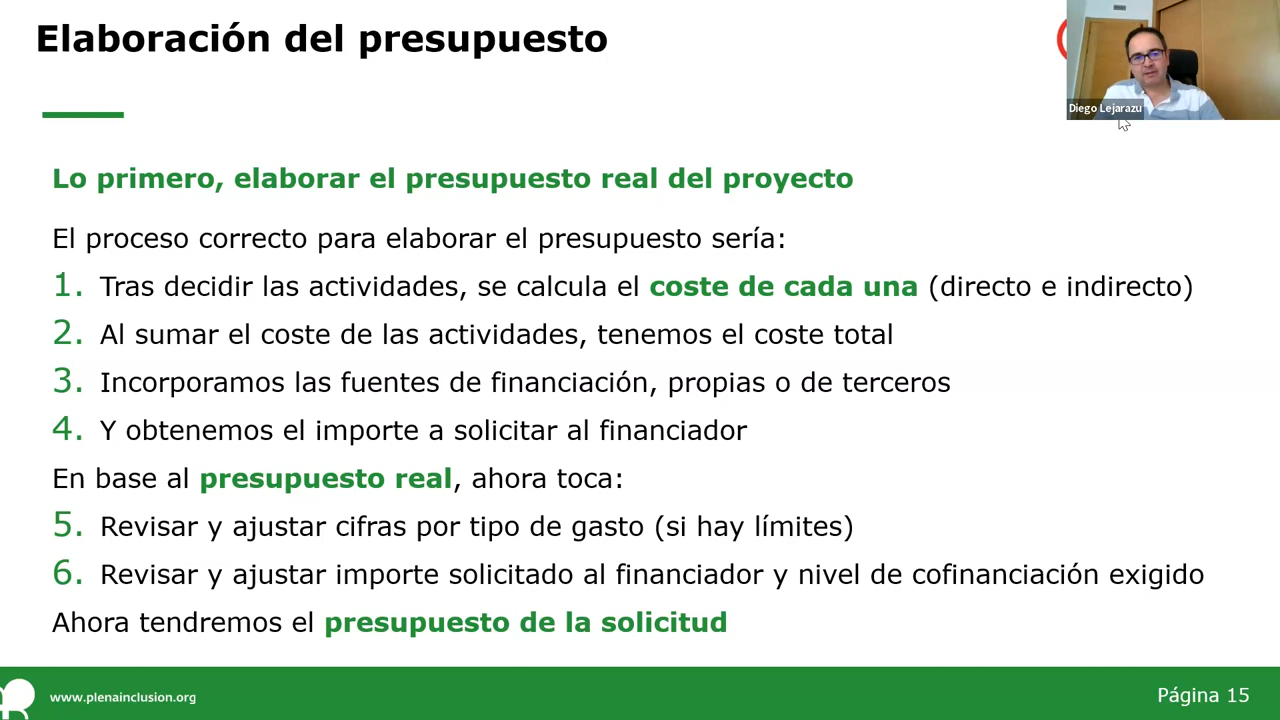 Elaboración del presupuesto
Diego Lejarazu
Lo primero, elaborar el presupuesto real del proyecto
El proceso correcto para elaborar el presupuesto sería:
1. Tras decidir las actividades, se calcula el coste de cada una (directo e indirecto)
2. Al sumar el coste de las actividades, tenemos el coste total
3. Incorporamos las fuentes de financiación, propias o de terceros
4. Y obtenemos el importe a solicitar al financiador
En base al presupuesto real, ahora toca:
5. Revisar y ajustar cifras por tipo de gasto (si hay límites)
6. Revisar y ajustar importe solicitado al financiador y nivel de cofinanciación exigido
Ahora tendremos el presupuesto de la solicitud
www.plenainclusion.org
Página 15